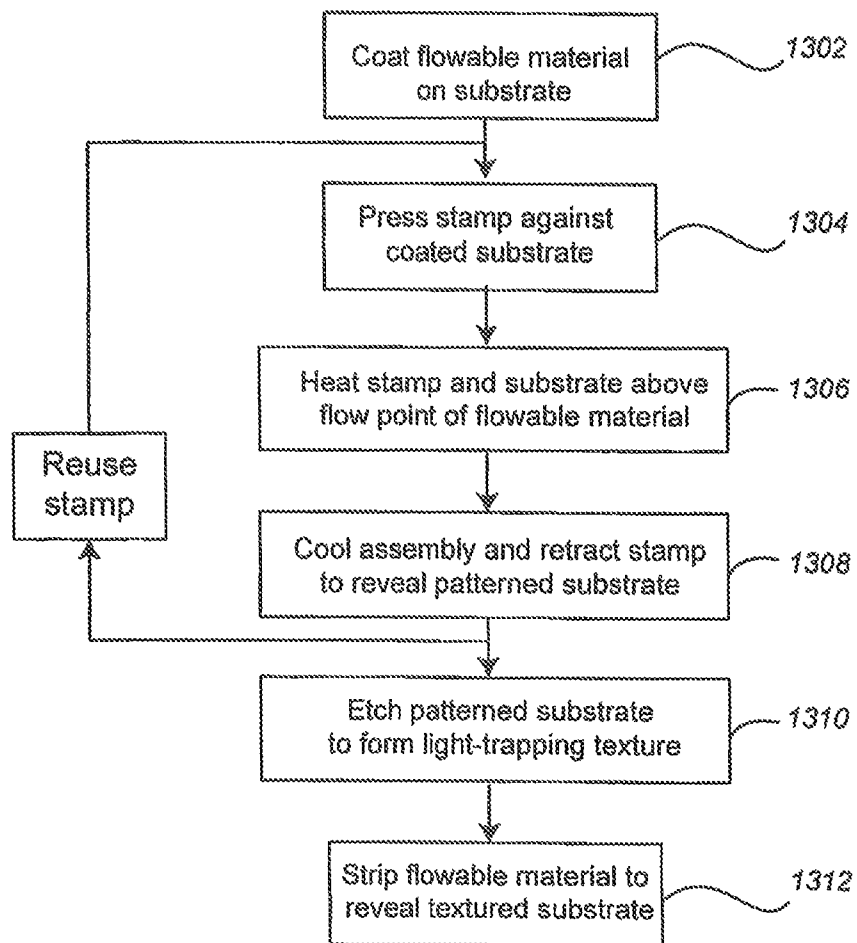 Coat flowable material
on substrate
1302
Press stamp against
coated substrate
1304
Heat stamp and substrate above
flow point of flowable material
1306
Reuse
stamp
Cool assembly and retract stamp
to reveal patterned substrate
1308
Etch patterned substrate
to form light-trapping texture
1310
Strip flowable material to
reveal textured substrate
1312